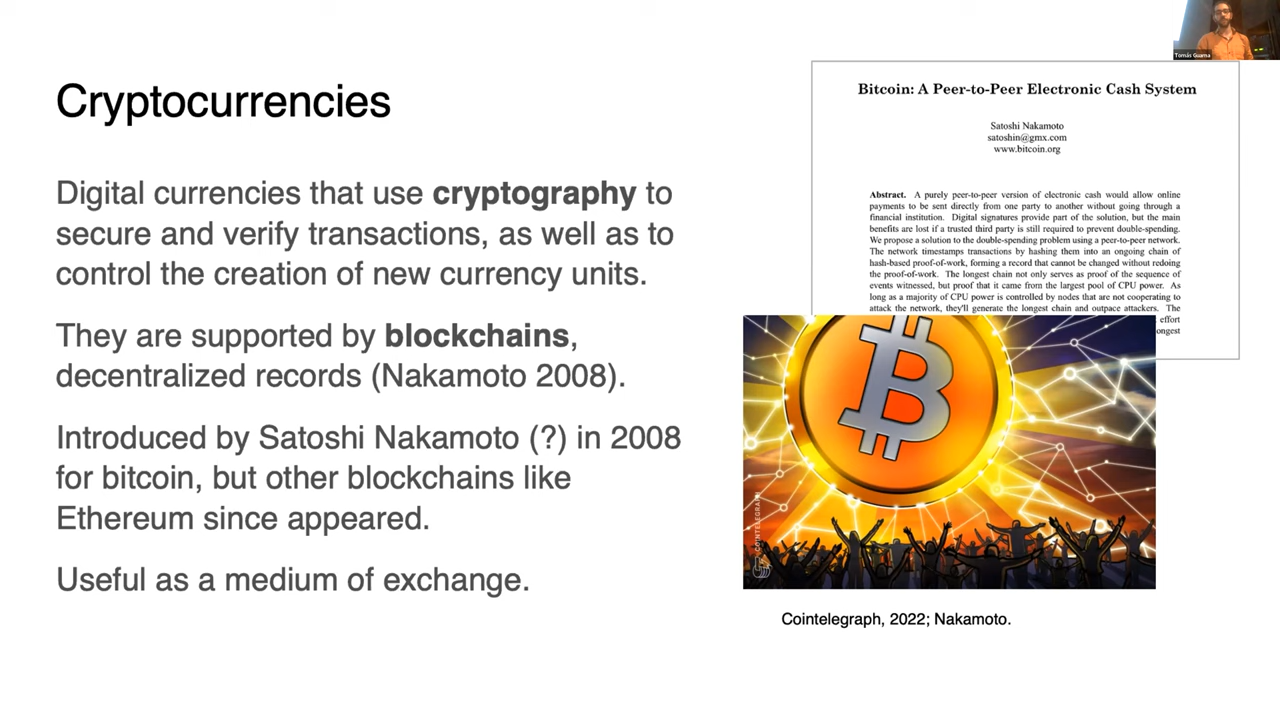 Tomás Guarna
Cryptocurrencies
Digital currencies that use cryptography to
secure and verify transactions, as well as to
control the creation of new currency units.
They are supported by blockchains,
decentralized records (Nakamoto 2008).
Introduced by Satoshi Nakamoto (?) in 2008
for bitcoin, but other blockchains like
Ethereum since appeared.
Useful as a medium of exchange.
Bitcoin: A Peer-to-Peer Electronic Cash System
Satoshi Nakamoto
satoshin@gmx.com
www.bitcoin.org
Abstract. A purely peer-to-peer version of electronic cash would allow online
payments to be sent directly from one party to another without going through a
financial institution. Digital signatures provide part of the solution, but the main
benefits are lost if a trusted third party is still required to prevent double-spending.
We propose a solution to the double-spending problem using a peer-to-peer network.
The network timestamps transactions by hashing them into an ongoing chain of
hash-based proof-of-work, forming a record that cannot be changed without redoing
the proof-of-work. The longest chain not only serves as proof of the sequence of
events witnessed, but proof that it came from the largest pool of CPU power. As
long as a majority of CPU power is controlled by nodes that are not cooperating to
attack the network, they'll generate the longest chain and outpace attackers. The
effort
ongest
COINTELEGRAPH
Cointelegraph, 2022; Nakamoto.